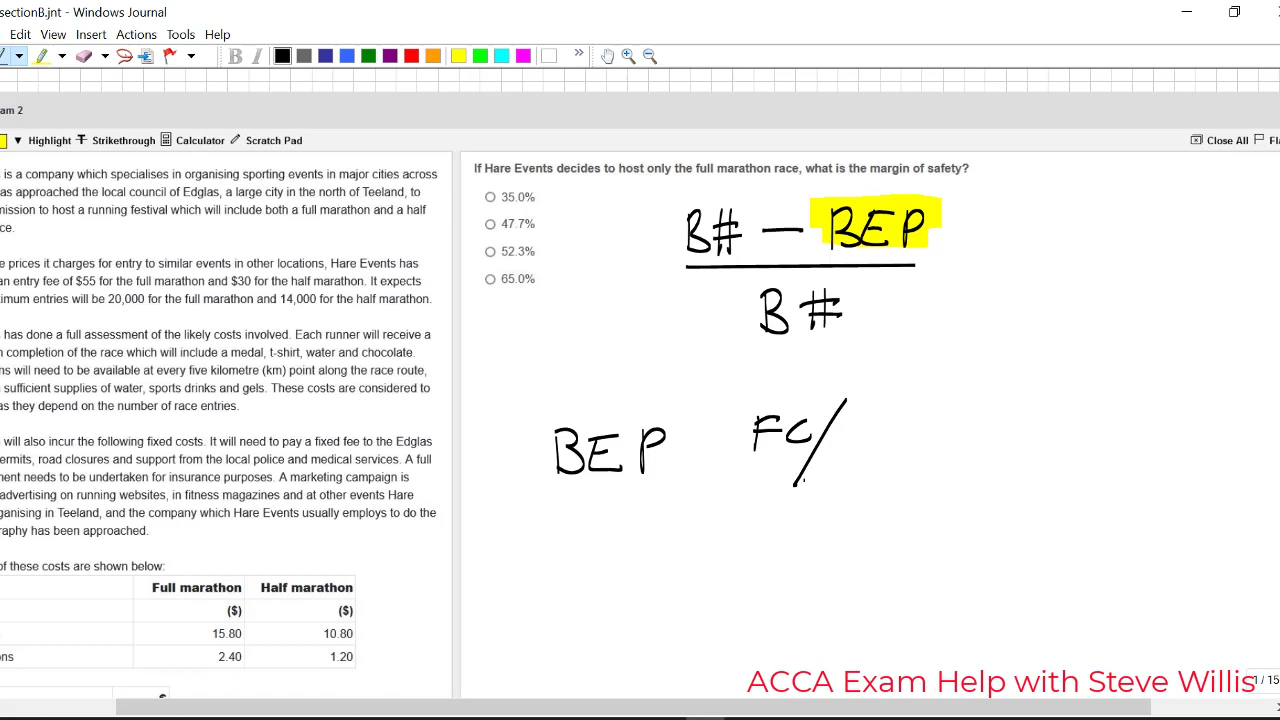 sectionB.jnt - Windows Journal
Edit View Insert Actions Tools Help
B I »
am 2
Highlight Strikethrough Calculator Scratch Pad Close All Fla
s is a company which specialises in organising sporting events in major cities across
as approached the local council of Edglas, a large city in the north of Teeland, to
mission to host a running festival which will include both a full marathon and a half
ce.
e prices it charges for entry to similar events in other locations, Hare Events has
an entry fee of $55 for the full marathon and $30 for the half marathon. It expects
ximum entries will be 20,000 for the full marathon and 14,000 for the half marathon.
s has done a full assessment of the likely costs involved. Each runner will receive a
n completion of the race which will include a medal, t-shirt, water and chocolate.
ns will need to be available at every five kilometre (km) point along the race route,
n sufficient supplies of water, sports drinks and gels. These costs are considered to
as they depend on the number of race entries.
will also incur the following fixed costs. It will need to pay a fixed fee to the Edglas
ermits, road closures and support from the local police and medical services. A full
ment needs to be undertaken for insurance purposes. A marketing campaign is
advertising on running websites, in fitness magazines and at other events Hare
rganising in Teeland, and the company which Hare Events usually employs to do the
graphy has been approached.
of these costs are shown below:
Full marathon Half marathon
($) ($)
s 15.80 10.80
ons 2.40 1.20
$
If Hare Events decides to host only the full marathon race, what is the margin of safety?
35.0%
47.7%
52.3%
65.0%
B# — BEP
B #
BEP FC/
ACCA Exam Help with Steve Willis
1 / 15